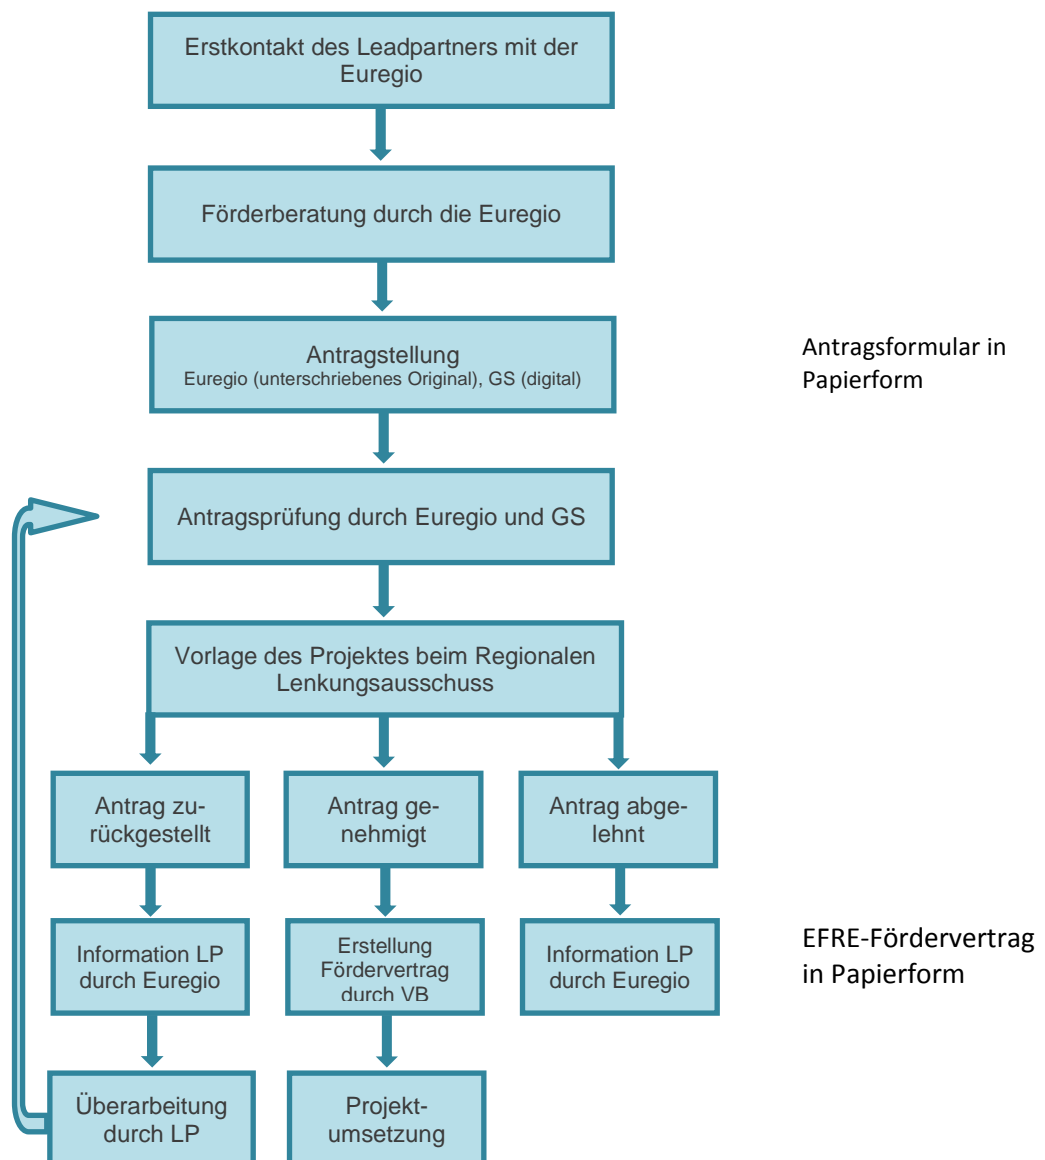 Erstkontakt des Leadpartners mit der
Euregio
Förderberatung durch die Euregio
Antragstellung
Euregio (unterschriebenes Original), GS (digital)
Antragsformular in
Papierform
Antragsprüfung durch Euregio und GS
Vorlage des Projektes beim Regionalen
Lenkungsausschuss
Antrag zu-
rückgestellt
Antrag ge-
nehmigt
Antrag abge-
lehnt
Information LP
durch Euregio
Erstellung
Fördervertrag
durch VB
Information LP
durch Euregio
EFRE-Fördervertrag
in Papierform
Überarbeitung
durch LP
Projekt-
umsetzung